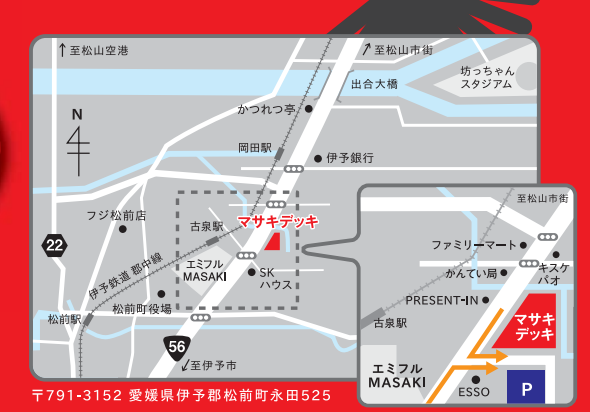 ↑至松山空港
↗至松山市街
坊っちゃん
スタジアム
出合大橋
N
かつれつ亭
岡田駅
伊予銀行
フジ松前店
古泉駅
マサキデッキ
22
伊予鉄道 郡中線
エミフル
MASAKI
SK
ハウス
松前町役場
松前駅
56
↙至伊予市
至松山市街
ファミリーマート
かんてい局
キスケ
パオ
PRESENT-IN
マサキ
デッキ
古泉駅
エミフル
MASAKI
ESSO
P
〒791-3152 愛媛県伊予郡松前町永田525